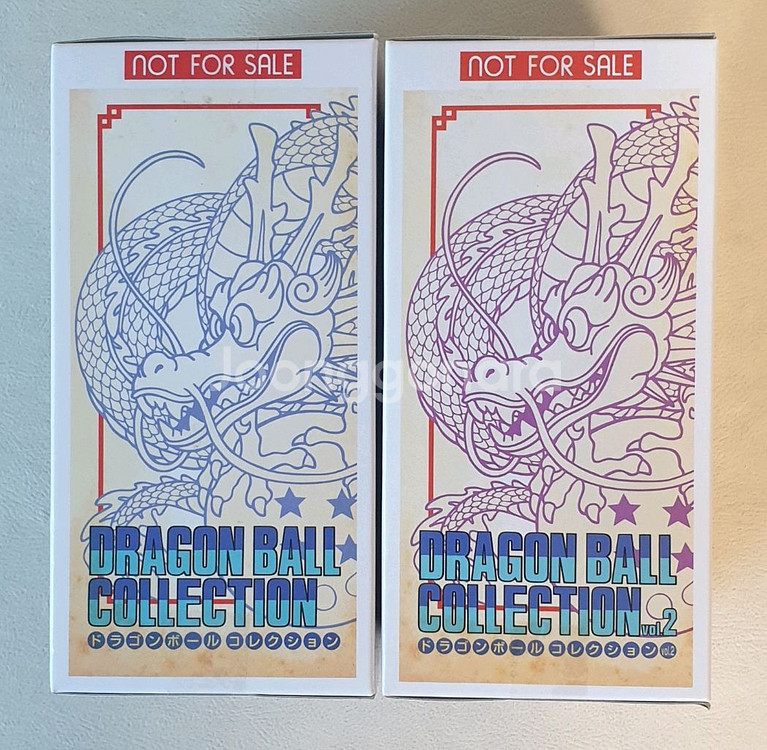 NOT FOR SALE
DRAGON BALL
COLLECTION
ドラゴンボールコレクション
NOT FOR SALE
DRAGON BALL
COLLECTION vol.2
ドラゴンボールコレクション vol.2
Joonggonara